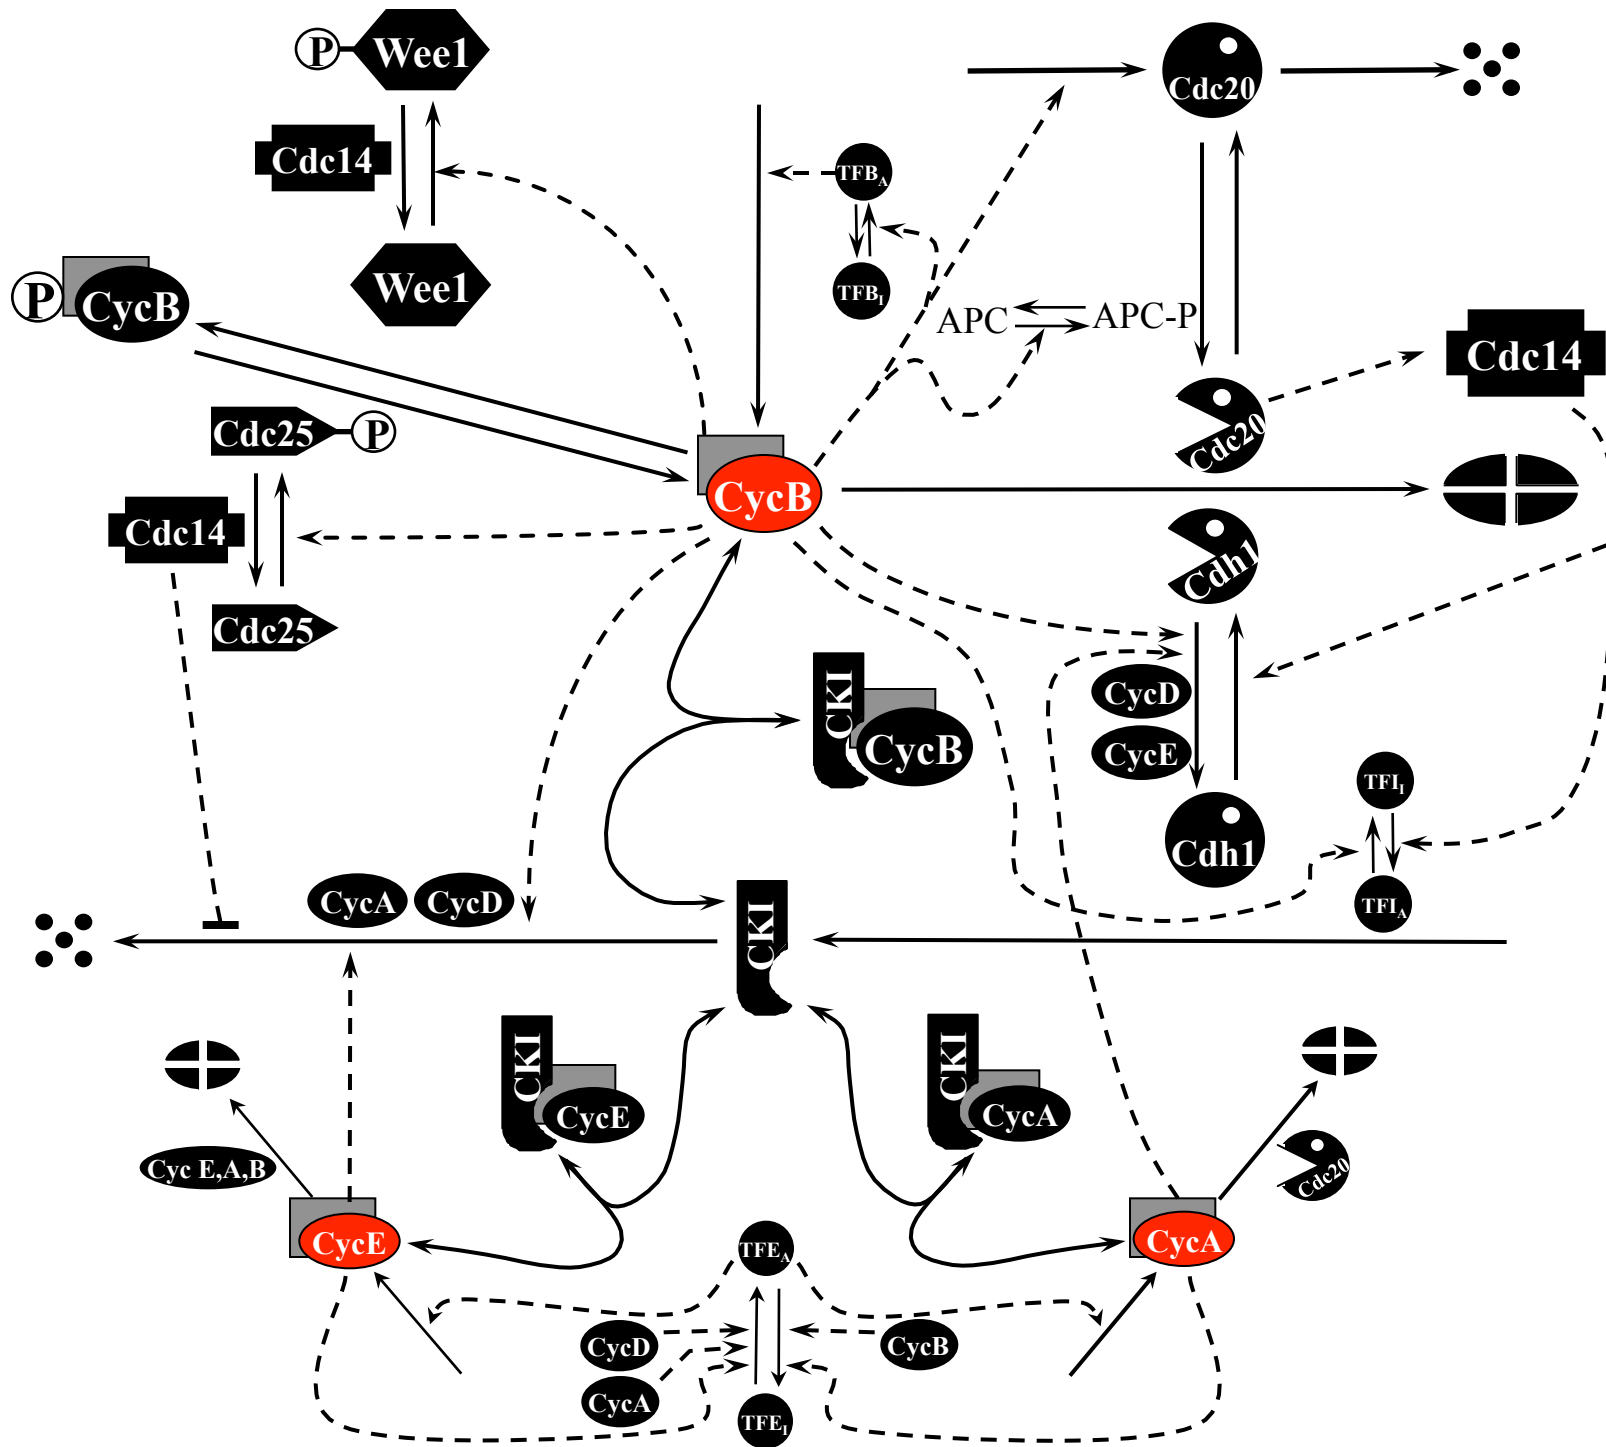 P
Wee1
Cdc20
Cdc14
TFBA
Wee1
P
CycB
TFBI
APC
APC-P
Cdc14
Cdc25
P
Cdc20
CycB
Cdc14
Cdh1
Cdc25
CKI
CycB
CycD
CycE
TFII
Cdh1
CycA
CycD
CKI
TFIA
CKI
CycE
CKI
CycA
Cyc E,A,B
Cdc20
CycE
TFEA
CycA
CycD
CycB
CycA
TFEI